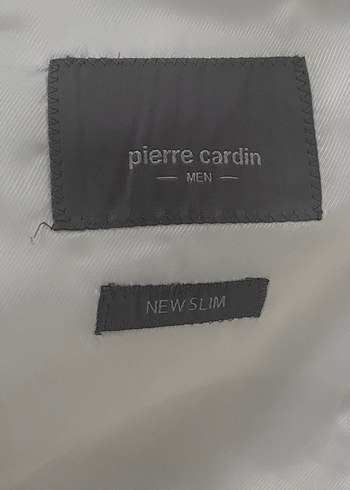 pierre cardin
— MEN —
NEW SLIM